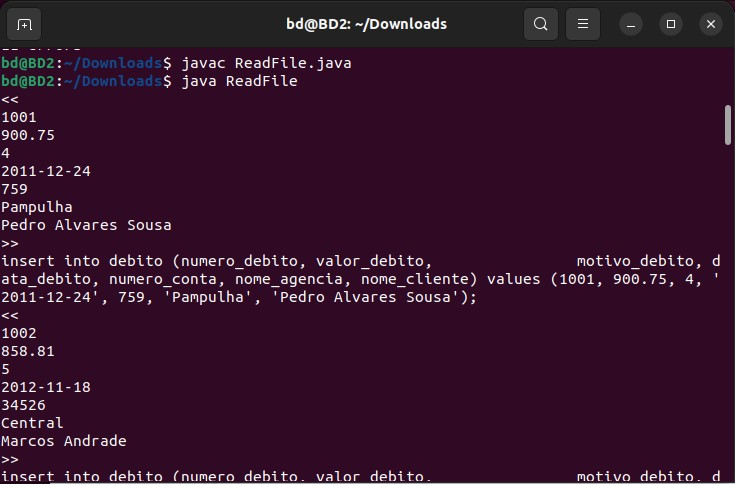 bd@BD2: ~/Downloads
bd@BD2:~/Downloads$ javac ReadFile.java
bd@BD2:~/Downloads$ java ReadFile
<<
1001
900.75
4
2011-12-24
759
Pampulha
Pedro Alvares Sousa
>>
insert into debito (numero_debito, valor_debito,                motivo_debito, d
ata_debito, numero_conta, nome_agencia, nome_cliente) values (1001, 900.75, 4, '
2011-12-24', 759, 'Pampulha', 'Pedro Alvares Sousa');
<<
1002
858.81
5
2012-11-18
34526
Central
Marcos Andrade
>>
insert into debito (numero_debito, valor_debito,                motivo_debito, d